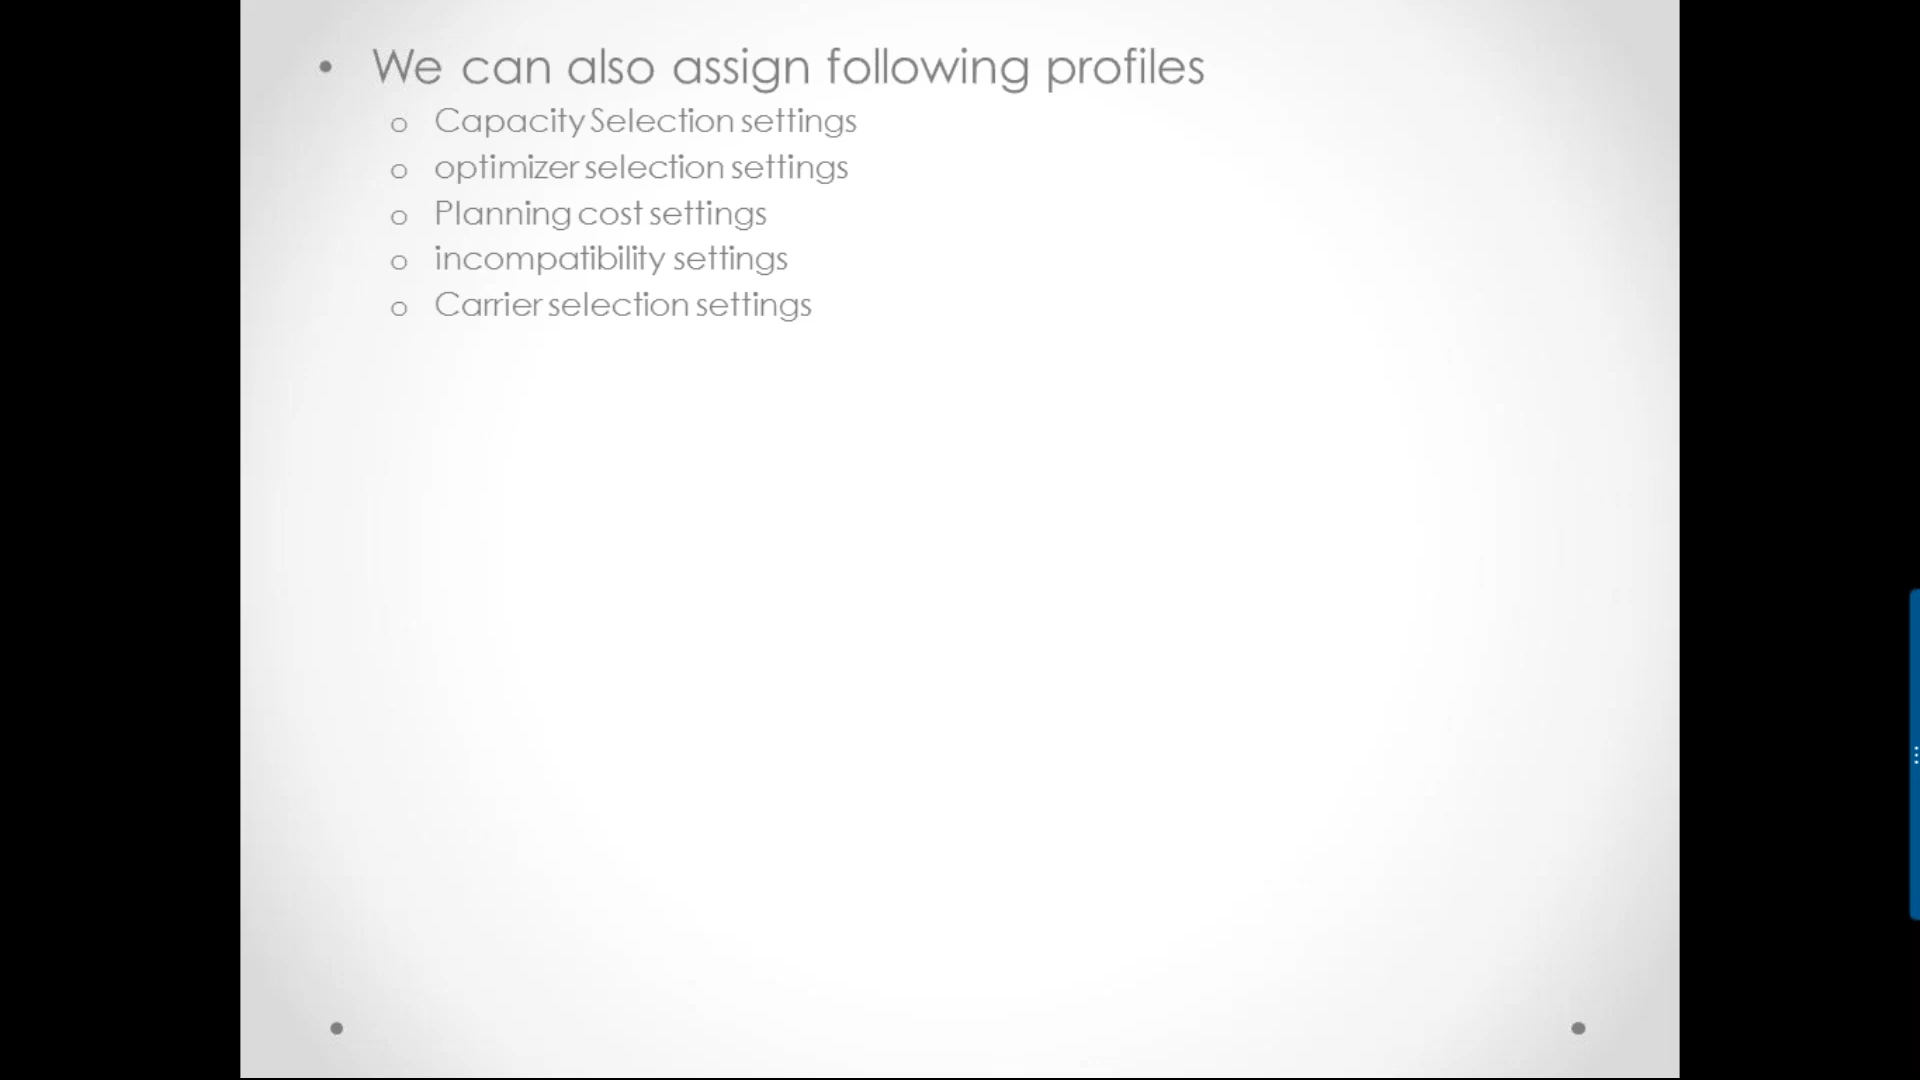 • We can also assign following profiles
o Capacity Selection settings
o optimizer selection settings
o Planning cost settings
o incompatibility settings
o Carrier selection settings